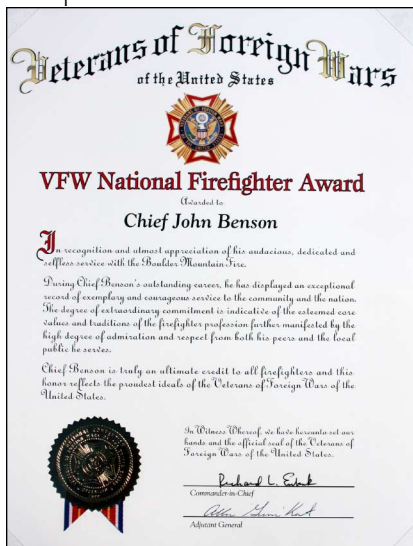 Veterans of Foreign Wars
of the United States
VFW National Firefighter Award
Awarded to
Chief John Benson
In recognition and utmost appreciation of his audacious, dedicated and
selfless service with the Boulder Mountain Fire.
During Chief Benson's outstanding career, he has displayed an exceptional
record of exemplary and courageous service to the community and the nation.
The degree of extraordinary commitment is indicative of the esteemed core
values and traditions of the firefighter profession further manifested by the
high degree of admiration and respect from both his peers and the local
public he serves.
Chief Benson is truly an ultimate credit to all firefighters and this
honor reflects the proudest ideals of the Veterans of Foreign Wars of the
United States.
In Witness Whereof, we have hereunto set our
hands and the official seal of the Veterans of
Foreign Wars of the United States.
Richard L.
Commander-in-Chief
Adjutant General